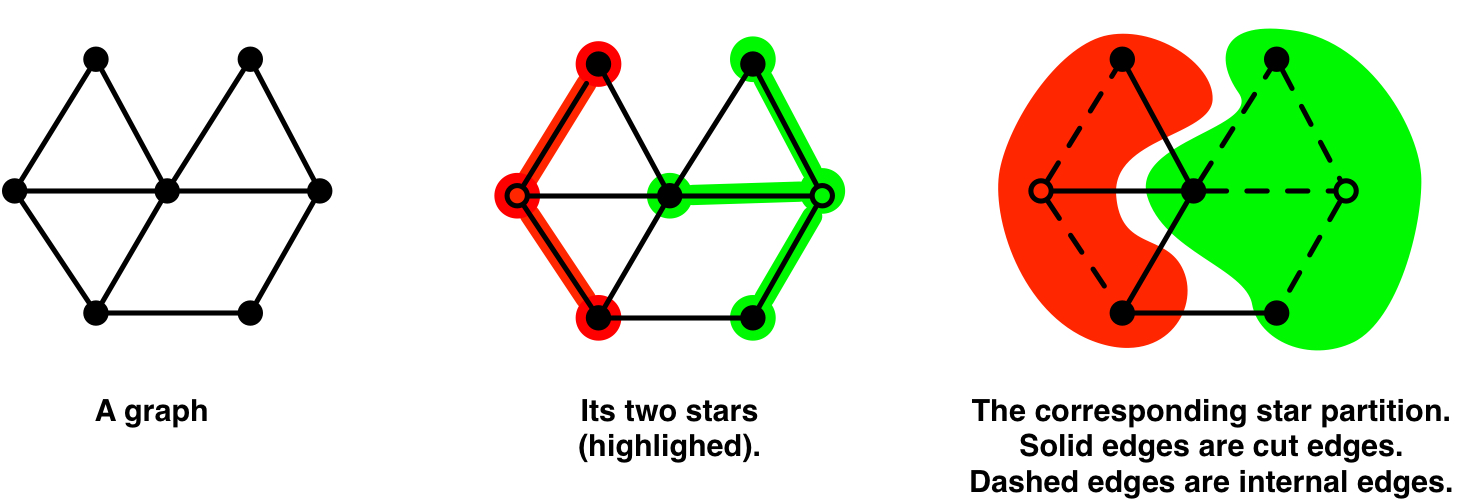 A graph
Its two stars
(highlighed).
The corresponding star partition.
Solid edges are cut edges.
Dashed edges are internal edges.